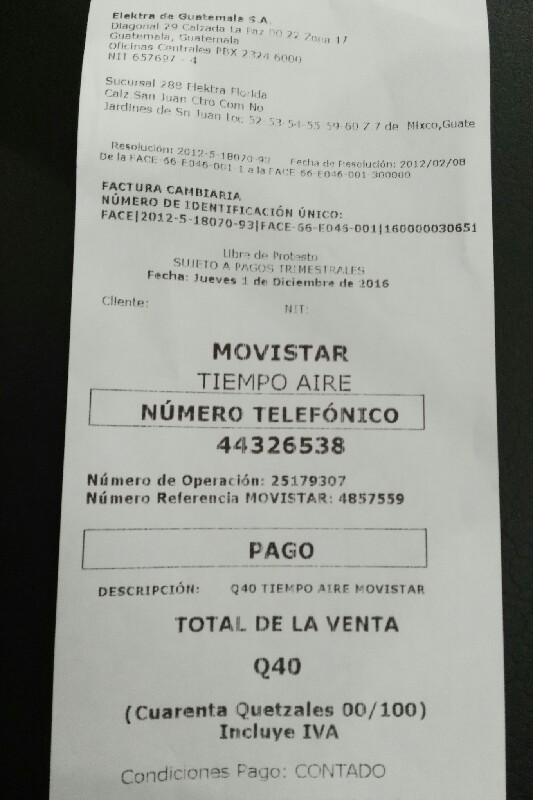 Elektra de Guatemala S.A.
Diagonal 29 Calzada La Paz 00 22 Zona 17
Guatemala, Guatemala
Oficinas Centrales PBX 2324 6000
NIT 657697 - 4
Sucursal 288 Elektra Florida
Calz San Juan Ctro Com No
Jardines de Sn Juan Loc 52-53-54-55 59-60 Z 7 de Mixco,Guate
Resolución: 2012-5-18070-93 Fecha de Resolución: 2012/02/08
De la FACE-66-E046-001-1 a la FACE-66-E046-001-300000
FACTURA CAMBIARIA
NÚMERO DE IDENTIFICACIÓN ÚNICO:
FACE|2012-5-18070-93|FACE-66-E046-001|160000030651
Libre de Protesto
SUJETO A PAGOS TRIMESTRALES
Fecha: Jueves 1 de Diciembre de 2016
Cliente: NIT:
MOVISTAR
TIEMPO AIRE
NÚMERO TELEFÓNICO
44326538
Número de Operación: 25179307
Número Referencia MOVISTAR: 4857559
PAGO
DESCRIPCIÓN: Q40 TIEMPO AIRE MOVISTAR
TOTAL DE LA VENTA
Q40
(Cuarenta Quetzales 00/100)
Incluye IVA
Condiciones Pago: CONTADO